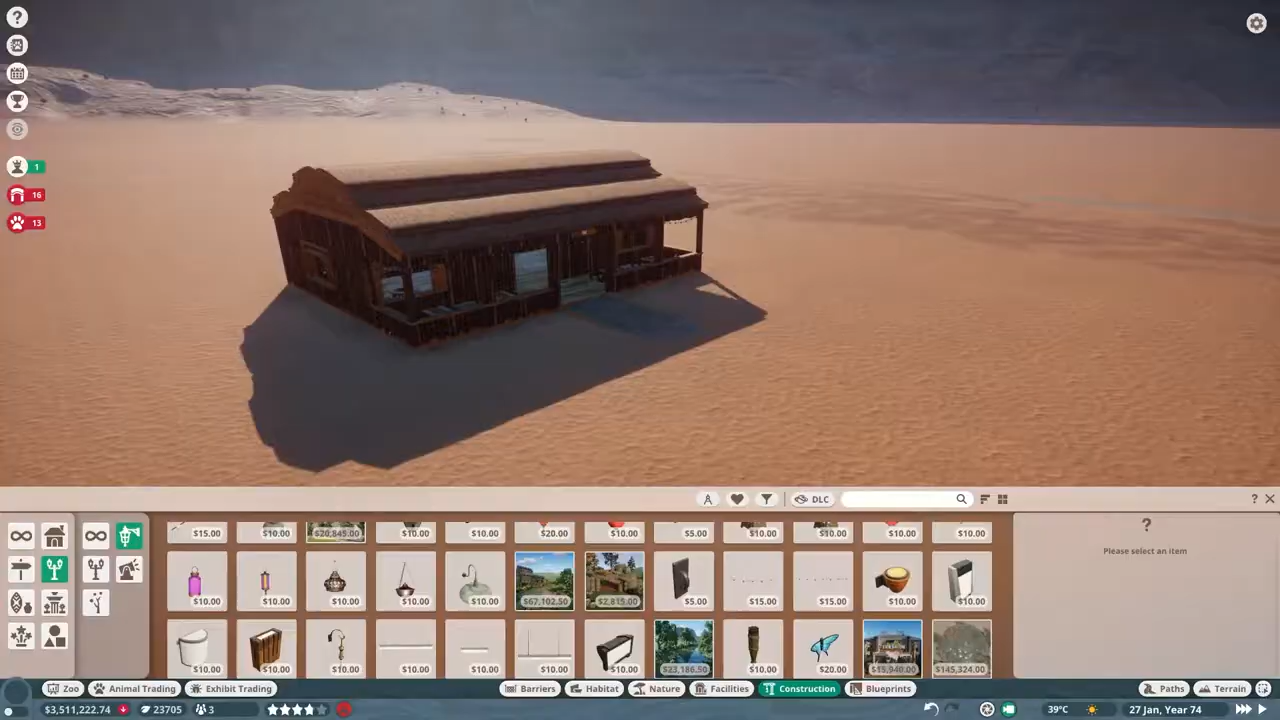 ?
1
16
13
DLC
?
$15.00 $10.00 $20,845.00 $10.00 $10.00 $20.00 $10.00 $5.00 $10.00 $10.00 $10.00 $10.00
?
Please select an item
$10.00 $10.00 $10.00 $10.00 $10.00 $67,102.50 $2,815.00 $5.00 $15.00 $15.00 $10.00 $10.00
$10.00 $10.00 $10.00 $10.00 $10.00 $10.00 $10.00 $23,186.50 $10.00 $20.00 $15,940.00 $145,324.00
Zoo Animal Trading Exhibit Trading Barriers Habitat Nature Facilities Construction Blueprints Paths Terrain
$3,511,222.74 23705 3 39°C 27 Jan, Year 74